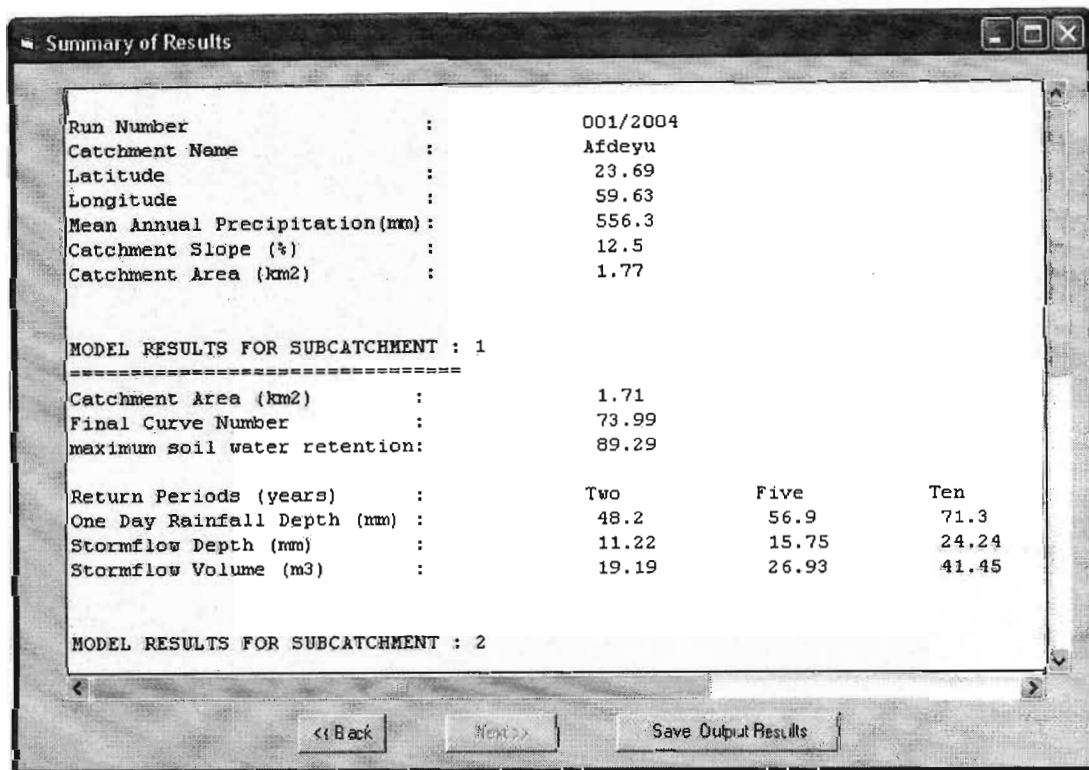 Summary of Results
Run Number : 001/2004
Catchment Name : Afdeyu
Latitude : 23.69
Longitude : 59.63
Mean Annual Precipitation(mm): 556.3
Catchment Slope (%) : 12.5
Catchment Area (km2) : 1.77
MODEL RESULTS FOR SUBCATCHMENT : 1
================================
Catchment Area (km2) : 1.71
Final Curve Number : 73.99
maximum soil water retention: 89.29
Return Periods (years) : Two Five Ten
One Day Rainfall Depth (mm) : 48.2 56.9 71.3
Stormflow Depth (mm) : 11.22 15.75 24.24
Stormflow Volume (m3) : 19.19 26.93 41.45
MODEL RESULTS FOR SUBCATCHMENT : 2
<< Back Next >> Save Output Results